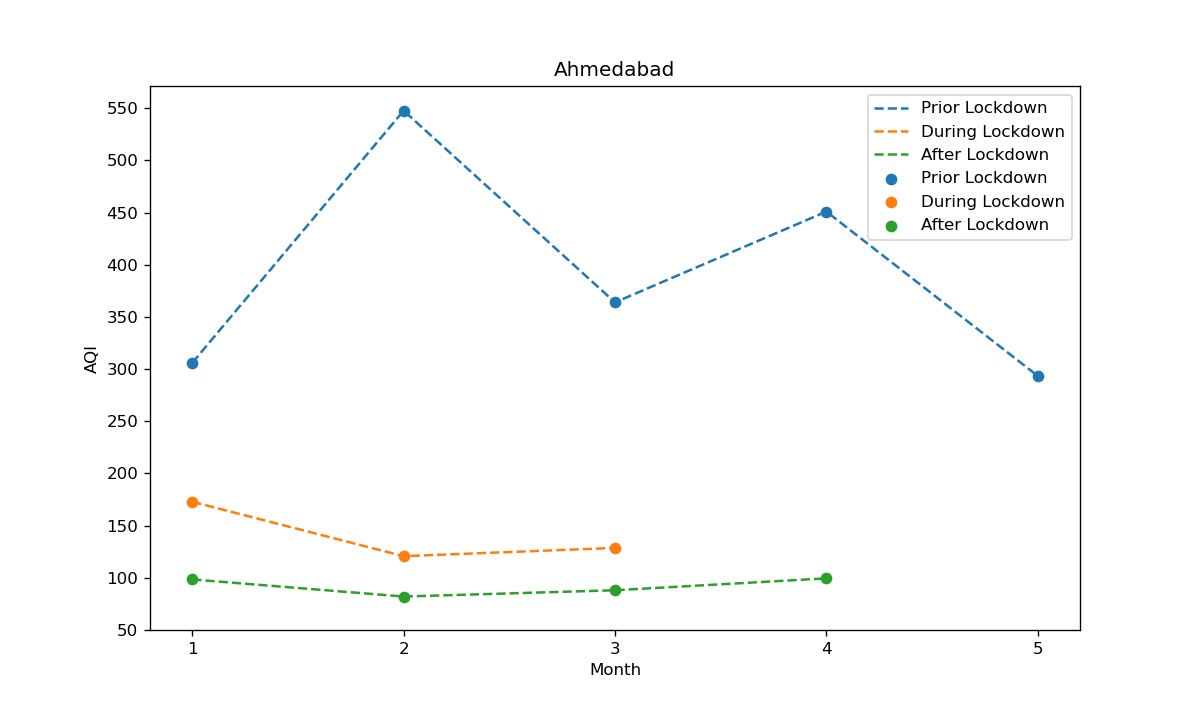 Ahmedabad
550
500
450
400
350
300
250
200
150
100
50
AQI
1 2 3 4 5
Month
Prior Lockdown
During Lockdown
After Lockdown
Prior Lockdown
During Lockdown
After Lockdown